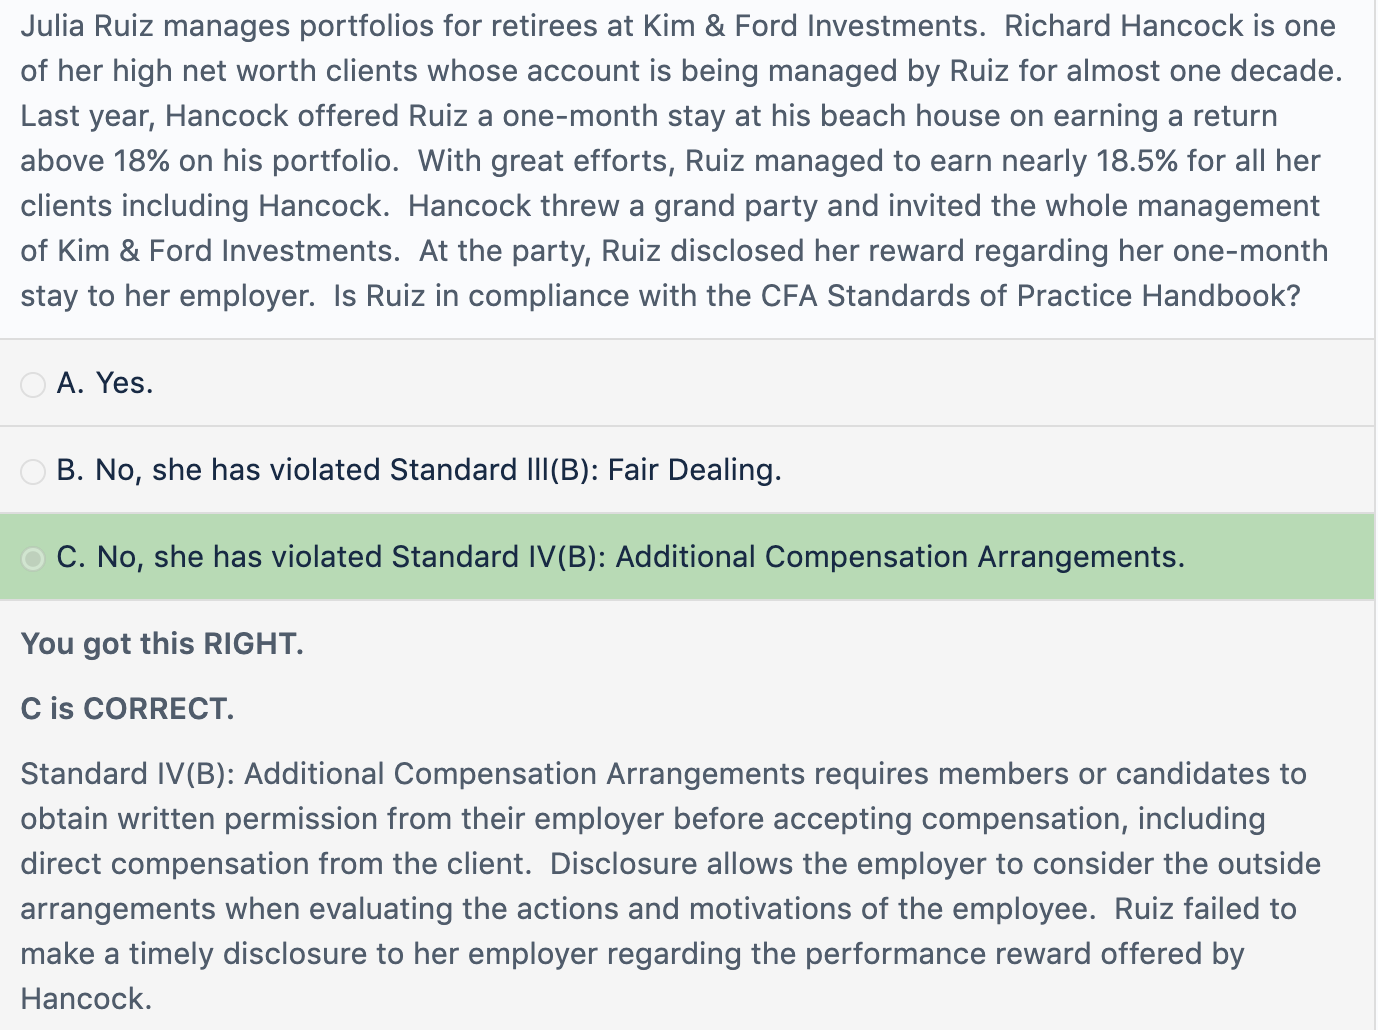 Julia Ruiz manages portfolios for retirees at Kim & Ford Investments.  Richard Hancock is one
of her high net worth clients whose account is being managed by Ruiz for almost one decade.
Last year, Hancock offered Ruiz a one-month stay at his beach house on earning a return
above 18% on his portfolio.  With great efforts, Ruiz managed to earn nearly 18.5% for all her
clients including Hancock.  Hancock threw a grand party and invited the whole management
of Kim & Ford Investments.  At the party, Ruiz disclosed her reward regarding her one-month
stay to her employer.  Is Ruiz in compliance with the CFA Standards of Practice Handbook?
A. Yes.
B. No, she has violated Standard lll(B): Fair Dealing.
C. No, she has violated Standard IV(B): Additional Compensation Arrangements.
You got this RIGHT.
C is CORRECT.
Standard IV(B): Additional Compensation Arrangements requires members or candidates to
obtain written permission from their employer before accepting compensation, including
direct compensation from the client.  Disclosure allows the employer to consider the outside
arrangements when evaluating the actions and motivations of the employee.  Ruiz failed to
make a timely disclosure to her employer regarding the performance reward offered by
Hancock.